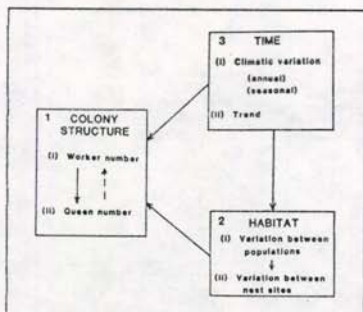 3 TIME
(i) Climatic variation
(annual)
(seasonal)
(ii) Trend
1 COLONY
STRUCTURE
(i) Worker number
(ii) Queen number
2 HABITAT
(i) Variation between
populations
(ii) Variation between
nest sites